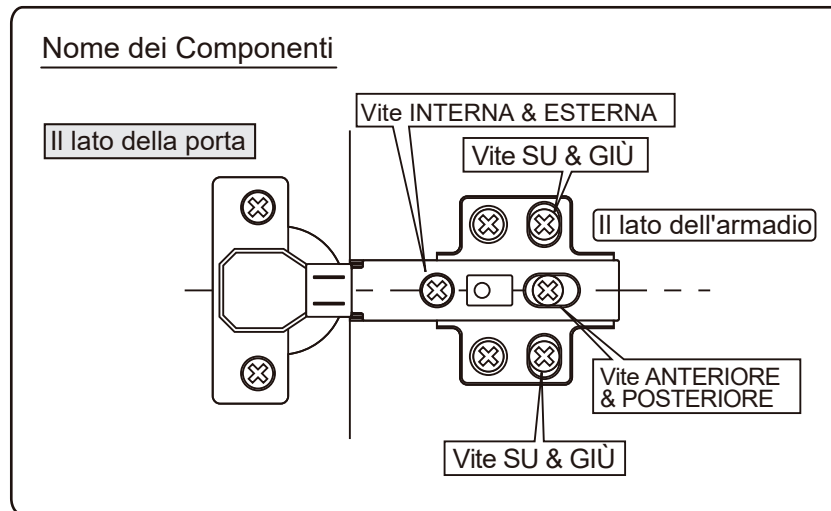 Nome dei Componenti
Vite INTERNA & ESTERNA
Il lato della porta
Vite SU & GIÙ
Il lato dell'armadio
Vite ANTERIORE
& POSTERIORE
Vite SU & GIÙ